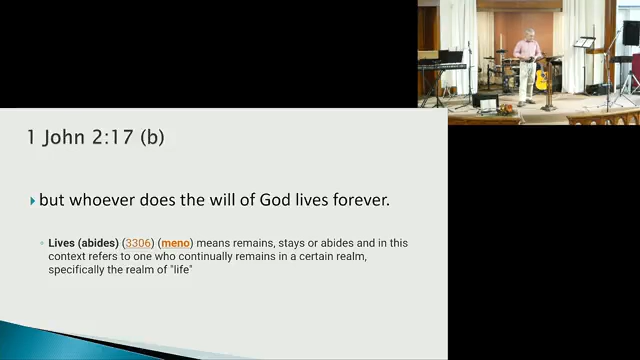 1 John 2:17 (b)
but whoever does the will of God lives forever.
Lives (abides) (3306) (meno) means remains, stays or abides and in this
context refers to one who continually remains in a certain realm,
specifically the realm of "life"